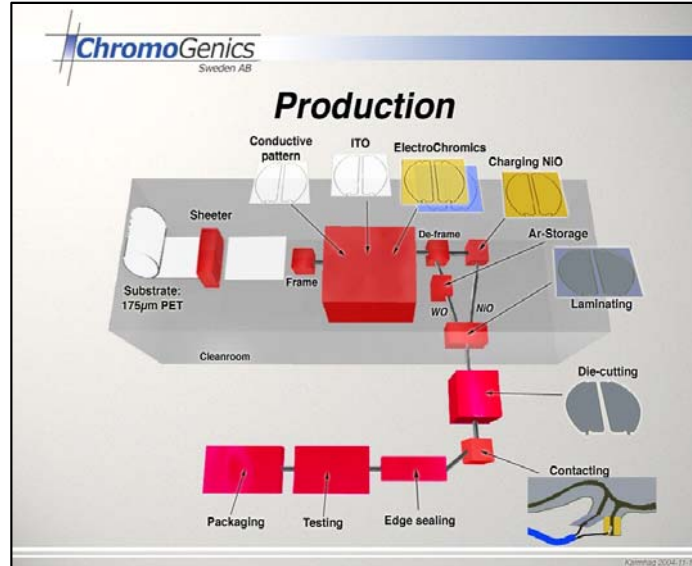 ChromoGenics
Sweden AB
Production
Conductive
pattern
ITO
ElectroChromics
Charging NiO
Sheeter
De-frame
Ar-Storage
Substrate:
175µm PET
Frame
WO
NiO
Laminating
Cleanroom
Die-cutting
Contacting
Packaging
Testing
Edge sealing